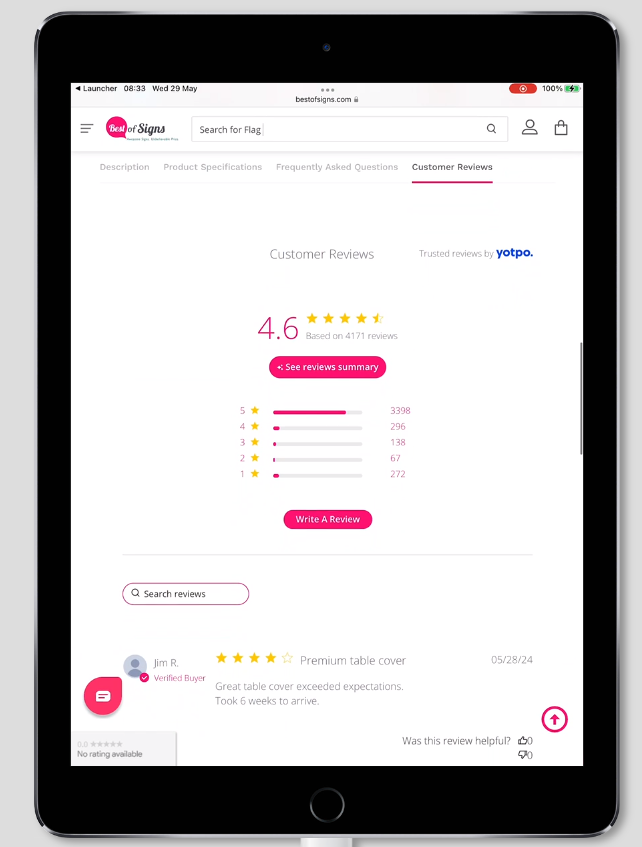 Launcher 08:33 Wed 29 May
100%
bestofsigns.com
Best of Signs
Search for Flag
Description Product Specifications Frequently Asked Questions Customer Reviews
Customer Reviews
Trusted reviews by yotpo.
4.6
Based on 4171 reviews
See reviews summary
5 3398
4 296
3 138
2 67
1 272
Write A Review
Search reviews
Jim R.
Verified Buyer
Premium table cover
05/28/24
Great table cover exceeded expectations.
Took 6 weeks to arrive.
Was this review helpful? 0
0
0.0
No rating available